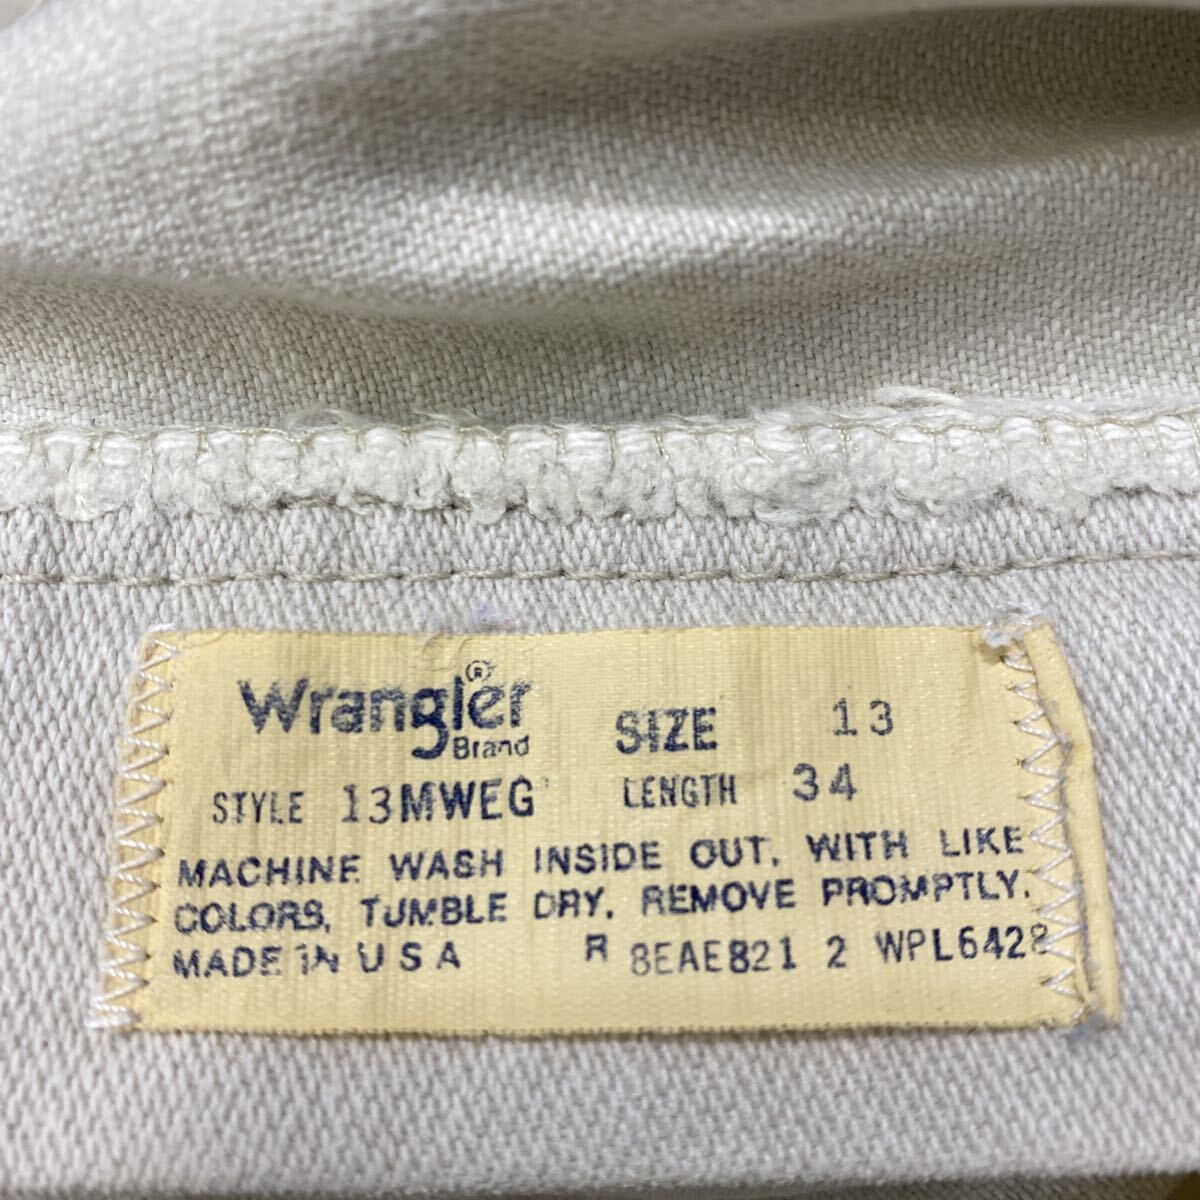 Wrangler®
Brand
SIZE 13
STYLE 13MWEG LENGTH 34
MACHINE WASH INSIDE OUT. WITH LIKE
COLORS, TUMBLE DRY. REMOVE PROMPTLY.
MADE IN U S A R 8EAE821 2 WPL6428